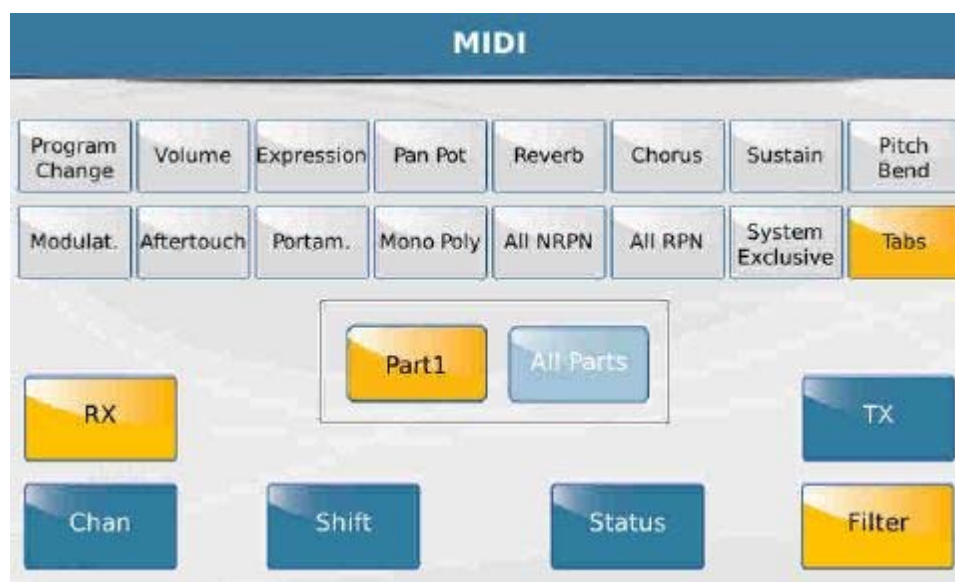 MIDI
Program
Change
Volume
Expression
Pan Pot
Reverb
Chorus
Sustain
Pitch
Bend
Modulat.
Aftertouch
Portam.
Mono Poly
All NRPN
All RPN
System
Exclusive
Tabs
Part1
All Parts
RX
TX
Chan
Shift
Status
Filter